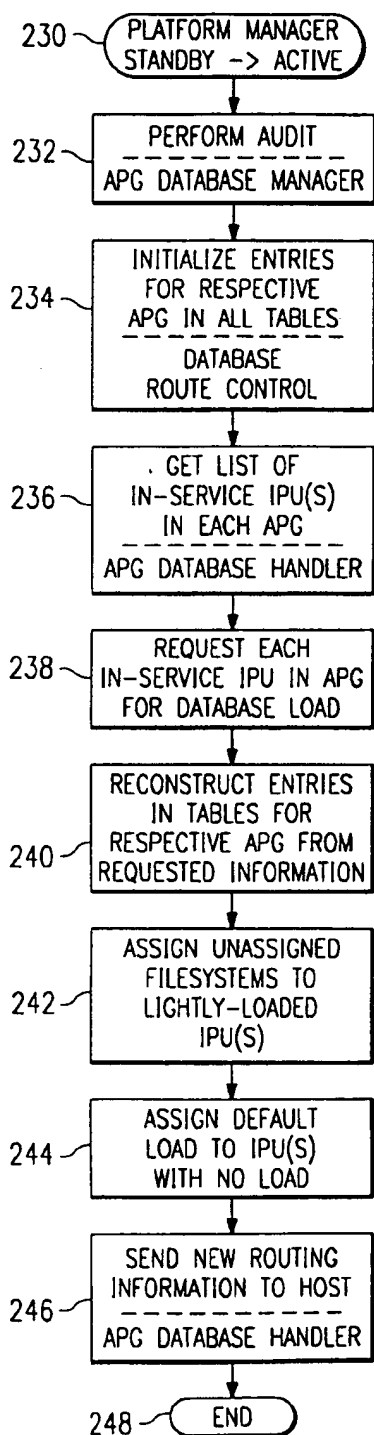 230
PLATFORM MANAGER
STANDBY -> ACTIVE
232
PERFORM AUDIT
APG DATABASE MANAGER
234
INITIALIZE ENTRIES
FOR RESPECTIVE
APG IN ALL TABLES
DATABASE
ROUTE CONTROL
236
GET LIST OF
IN-SERVICE IPU(S)
IN EACH APG
APG DATABASE HANDLER
238
REQUEST EACH
IN-SERVICE IPU IN APG
FOR DATABASE LOAD
240
RECONSTRUCT ENTRIES
IN TABLES FOR
RESPECTIVE APG FROM
REQUESTED INFORMATION
242
ASSIGN UNASSIGNED
FILESYSTEMS TO
LIGHTLY-LOADED
IPU(S)
244
ASSIGN DEFAULT
LOAD TO IPU(S)
WITH NO LOAD
246
SEND NEW ROUTING
INFORMATION TO HOST
APG DATABASE HANDLER
248
END